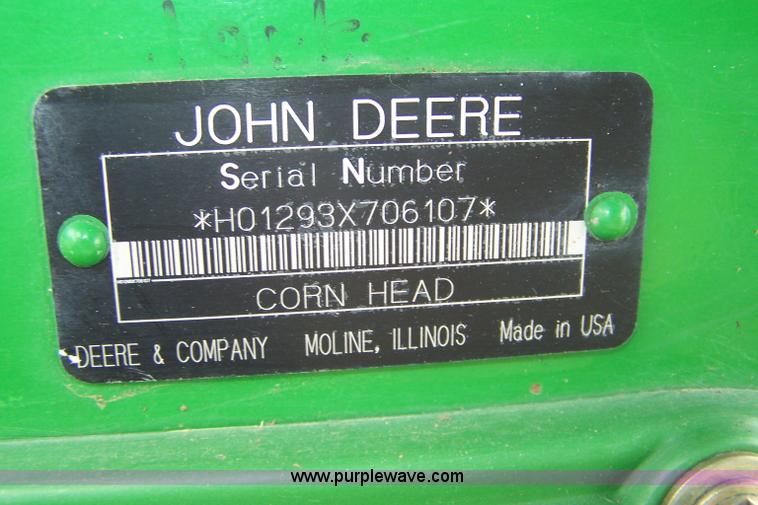 JOHN DEERE
Serial Number
*H01293X706107*
CORN HEAD
DEERE & COMPANY MOLINE, ILLINOIS Made in USA
www.purplewave.com